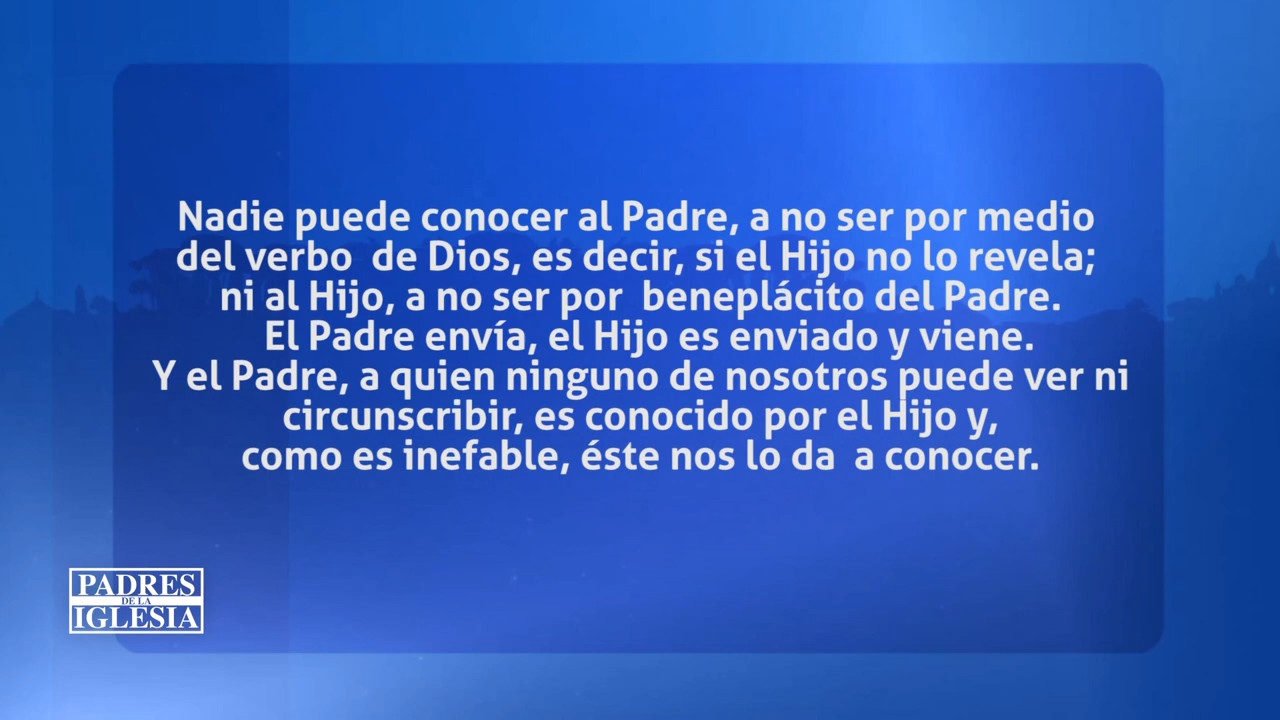 Nadie puede conocer al Padre, a no ser por medio
del verbo  de Dios, es decir, si el Hijo no lo revela;
ni al Hijo, a no ser por  beneplácito del Padre.
El Padre envía, el Hijo es enviado y viene.
Y el Padre, a quien ninguno de nosotros puede ver ni
circunscribir, es conocido por el Hijo y,
como es inefable, éste nos lo da  a conocer.
PADRES
DE LA
IGLESIA